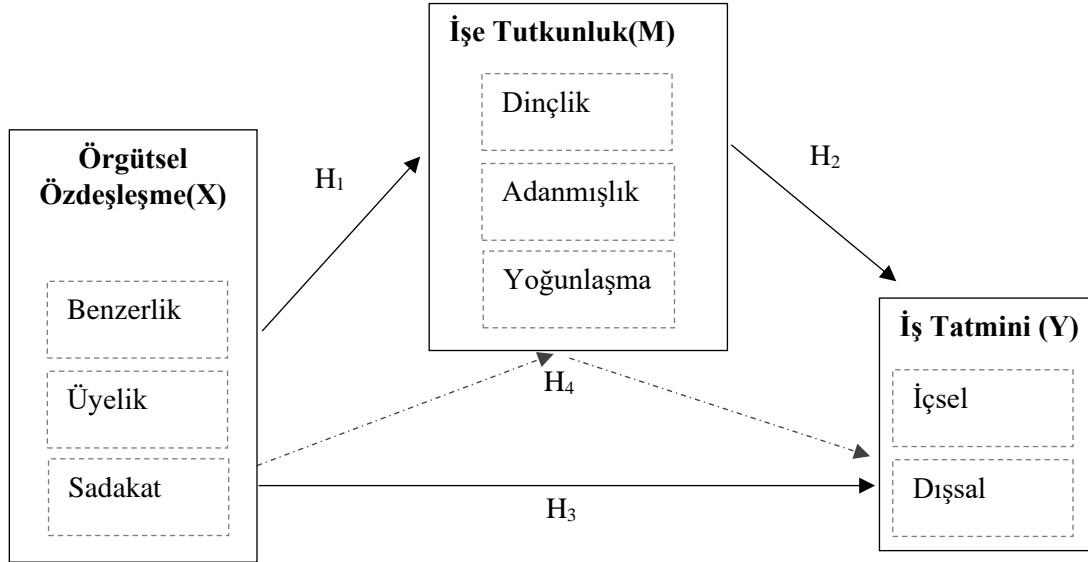 Örgütsel
Özdeşleşme(X)
Benzerlik
Üyelik
Sadakat
H₁
İşe Tutkunluk(M)
Dinçlik
Adanmışlık
Yoğunlaşma
H₂
H₄
H₃
İş Tatmini (Y)
İçsel
Dışsal